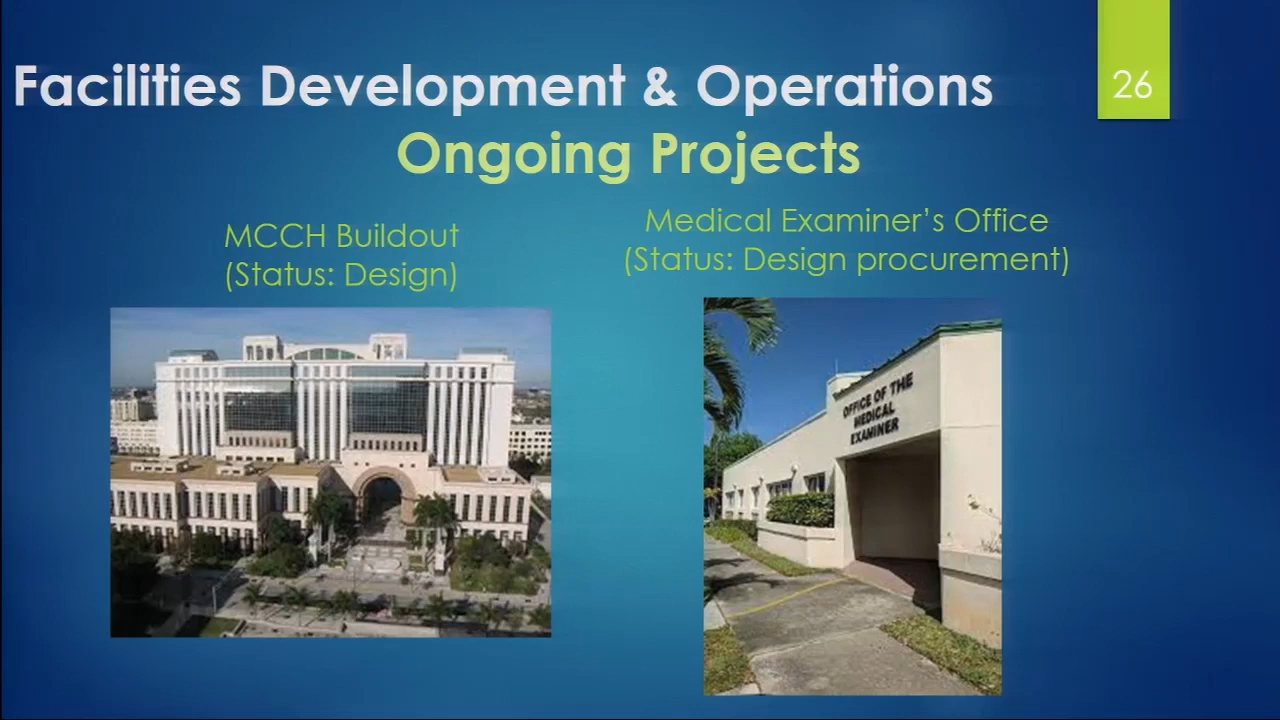 Facilities Development & Operations
26
Ongoing Projects
MCCH Buildout
(Status: Design)
Medical Examiner’s Office
(Status: Design procurement)
OFFICE OF THE
MEDICAL
EXAMINER